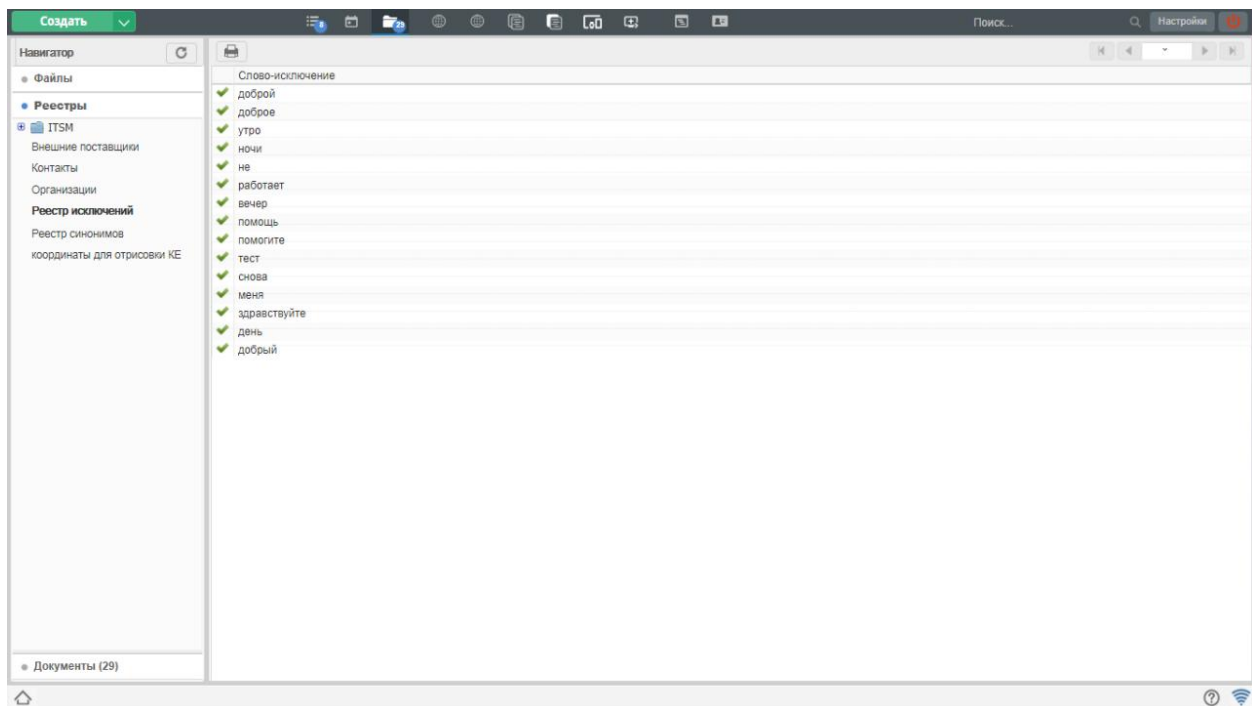 Создать
8
29
Поиск...
Настройки
Навигатор
Файлы
Реестры
ITSM
Внешние поставщики
Контакты
Организации
Реестр исключений
Реестр синонимов
координаты для отрисовки КЕ
Документы (29)
Слово-исключение
доброй
доброе
утро
ночи
не
работает
вечер
помощь
помогите
тест
снова
меня
здравствуйте
день
добрый